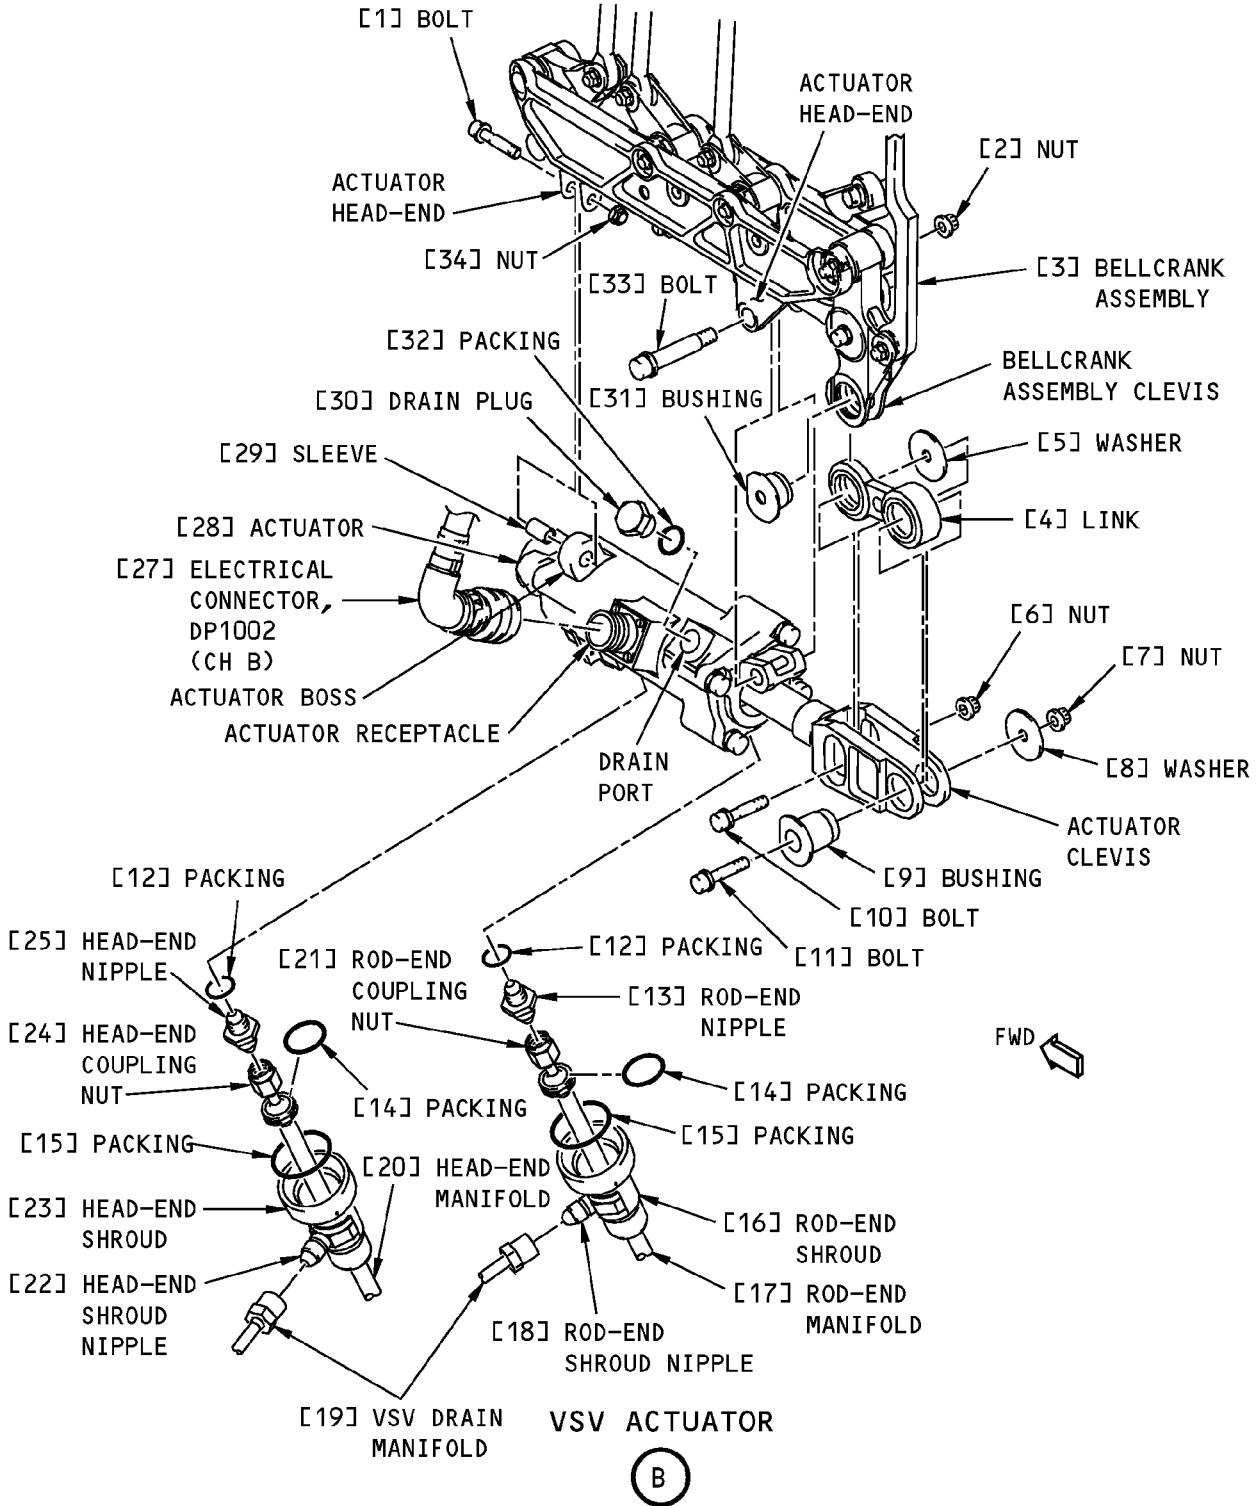 [1] BOLT
ACTUATOR
HEAD-END
[2] NUT
ACTUATOR
HEAD-END
[34] NUT
[33] BOLT
[3] BELLCRANK
ASSEMBLY
[32] PACKING
BELLCRANK
ASSEMBLY CLEVIS
[30] DRAIN PLUG
[31] BUSHING
[29] SLEEVE
[5] WASHER
[28] ACTUATOR
[4] LINK
[27] ELECTRICAL
CONNECTOR,
DP1002
(CH B)
[6] NUT
[7] NUT
ACTUATOR BOSS
ACTUATOR RECEPTACLE
DRAIN
PORT
[8] WASHER
ACTUATOR
CLEVIS
[12] PACKING
[9] BUSHING
[10] BOLT
[11] BOLT
[25] HEAD-END
NIPPLE
[21] ROD-END
COUPLING
NUT
[12] PACKING
[13] ROD-END
NIPPLE
[24] HEAD-END
COUPLING
NUT
FWD
[14] PACKING
[14] PACKING
[15] PACKING
[15] PACKING
[20] HEAD-END
MANIFOLD
[23] HEAD-END
SHROUD
[16] ROD-END
SHROUD
[22] HEAD-END
SHROUD
NIPPLE
[17] ROD-END
MANIFOLD
[18] ROD-END
SHROUD NIPPLE
[19] VSV DRAIN
MANIFOLD
VSV ACTUATOR
B